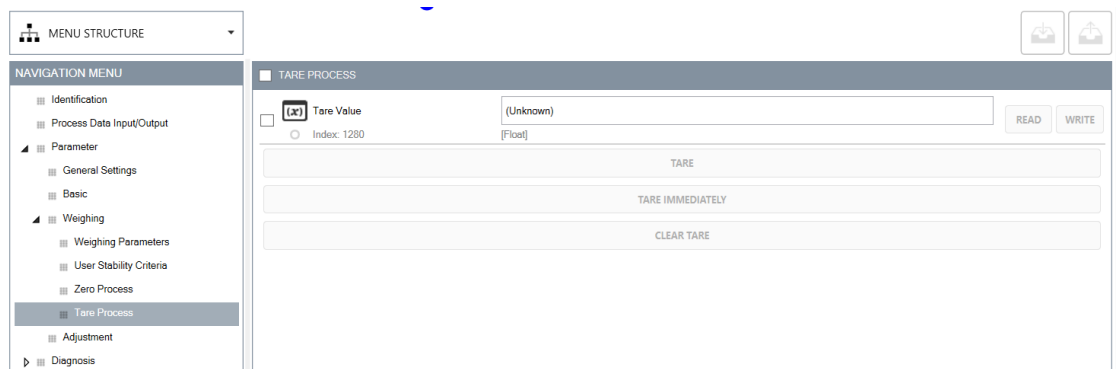 MENU STRUCTURE
NAVIGATION MENU
Identification
Process Data Input/Output
Parameter
General Settings
Basic
Weighing
Weighing Parameters
User Stability Criteria
Zero Process
Tare Process
Adjustment
Diagnosis
TARE PROCESS
(x) Tare Value (Unknown) READ WRITE
Index: 1280 [Float]
TARE
TARE IMMEDIATELY
CLEAR TARE